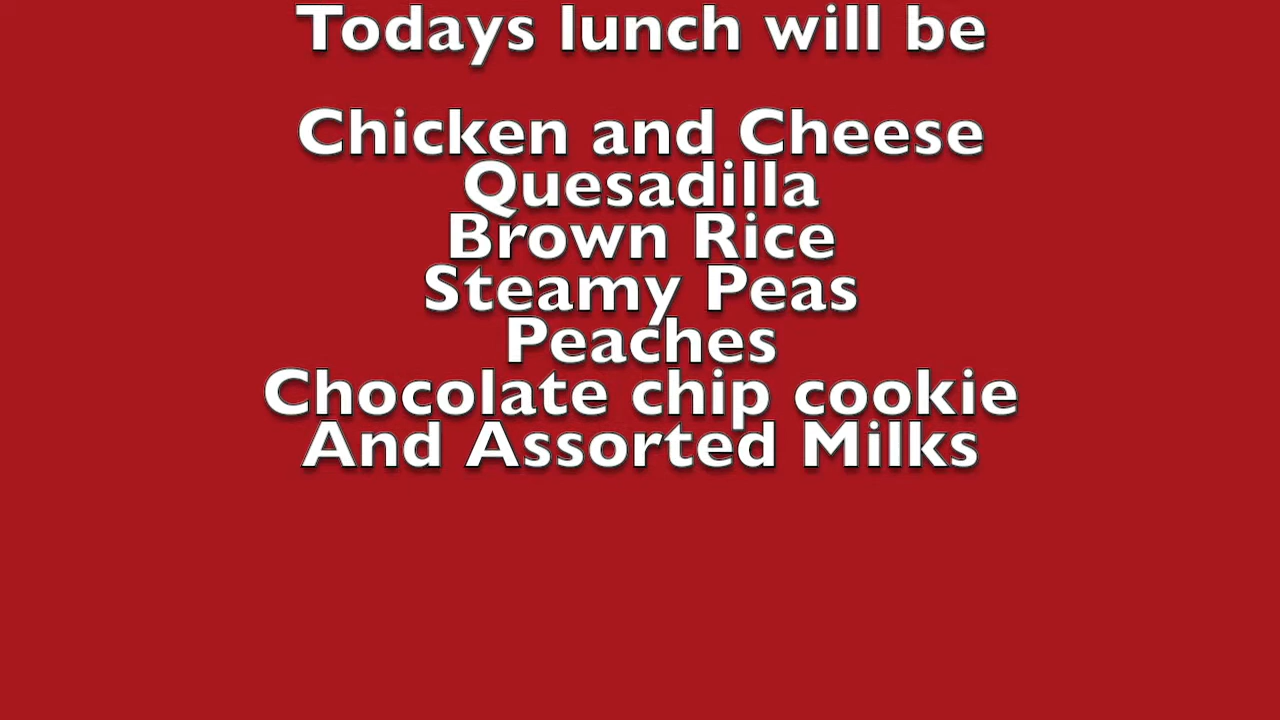 Todays lunch will be
Chicken and Cheese
Quesadilla
Brown Rice
Steamy Peas
Peaches
Chocolate chip cookie
And Assorted Milks